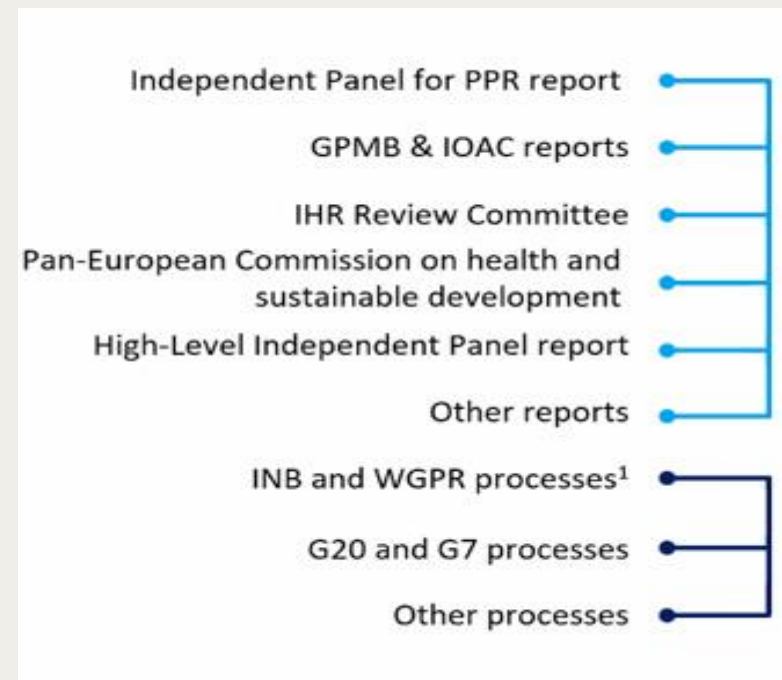 Independent Panel for PPR report
GPMB & IOAC reports
IHR Review Committee
Pan-European Commission on health and
sustainable development
High-Level Independent Panel report
Other reports
INB and WGPR processes¹
G20 and G7 processes
Other processes